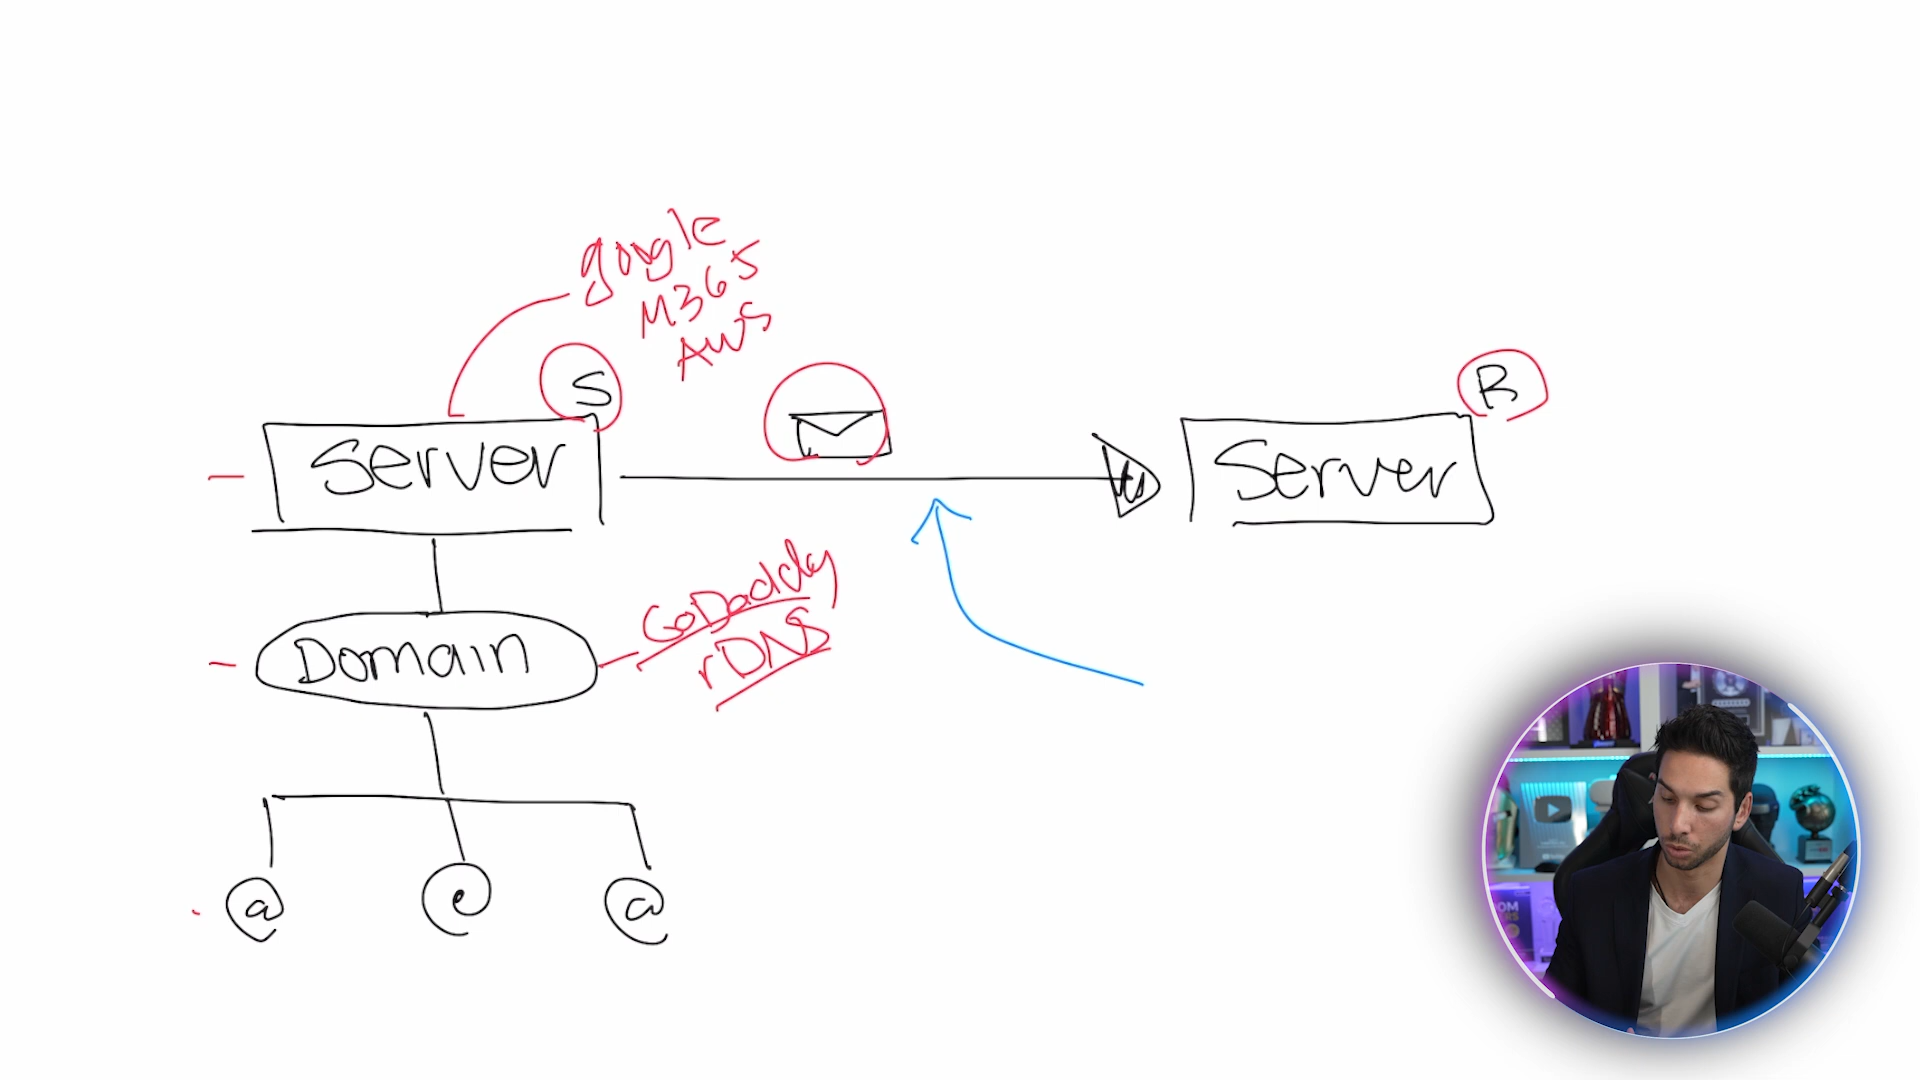 google
M365
AWS
S
R
Server
Server
GoDaddy
rDNS
Domain
@
@
@